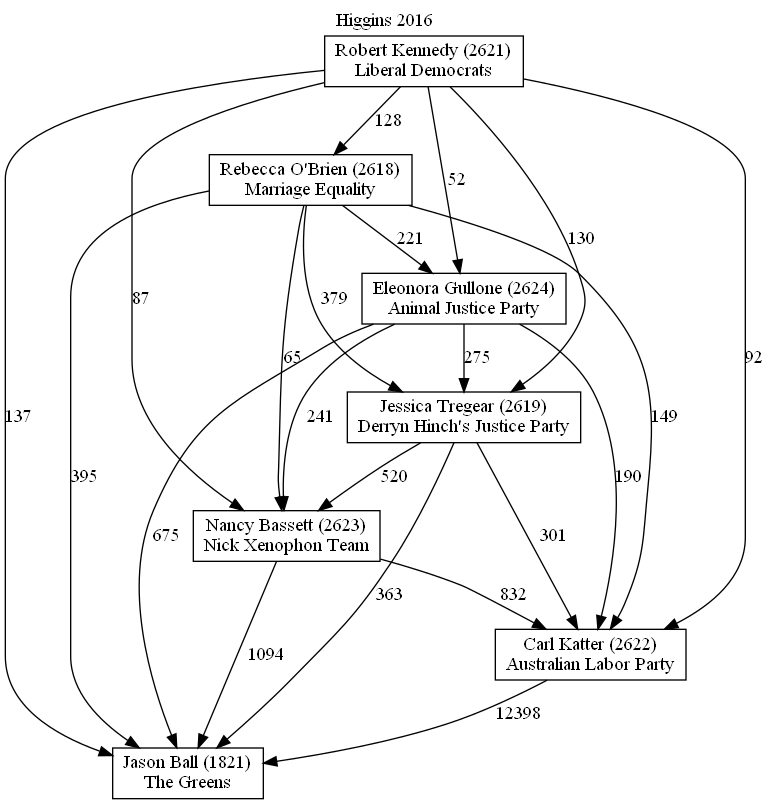 Higgins 2016
Robert Kennedy (2621)
Liberal Democrats
128
Rebecca O'Brien (2618)
Marriage Equality
52
221
130
Eleonora Gullone (2624)
Animal Justice Party
87
379
65
275
92
Jessica Tregear (2619)
Derryn Hinch's Justice Party
137
241
149
395
520
190
Nancy Bassett (2623)
Nick Xenophon Team
675
301
363
832
Carl Katter (2622)
Australian Labor Party
1094
12398
Jason Ball (1821)
The Greens